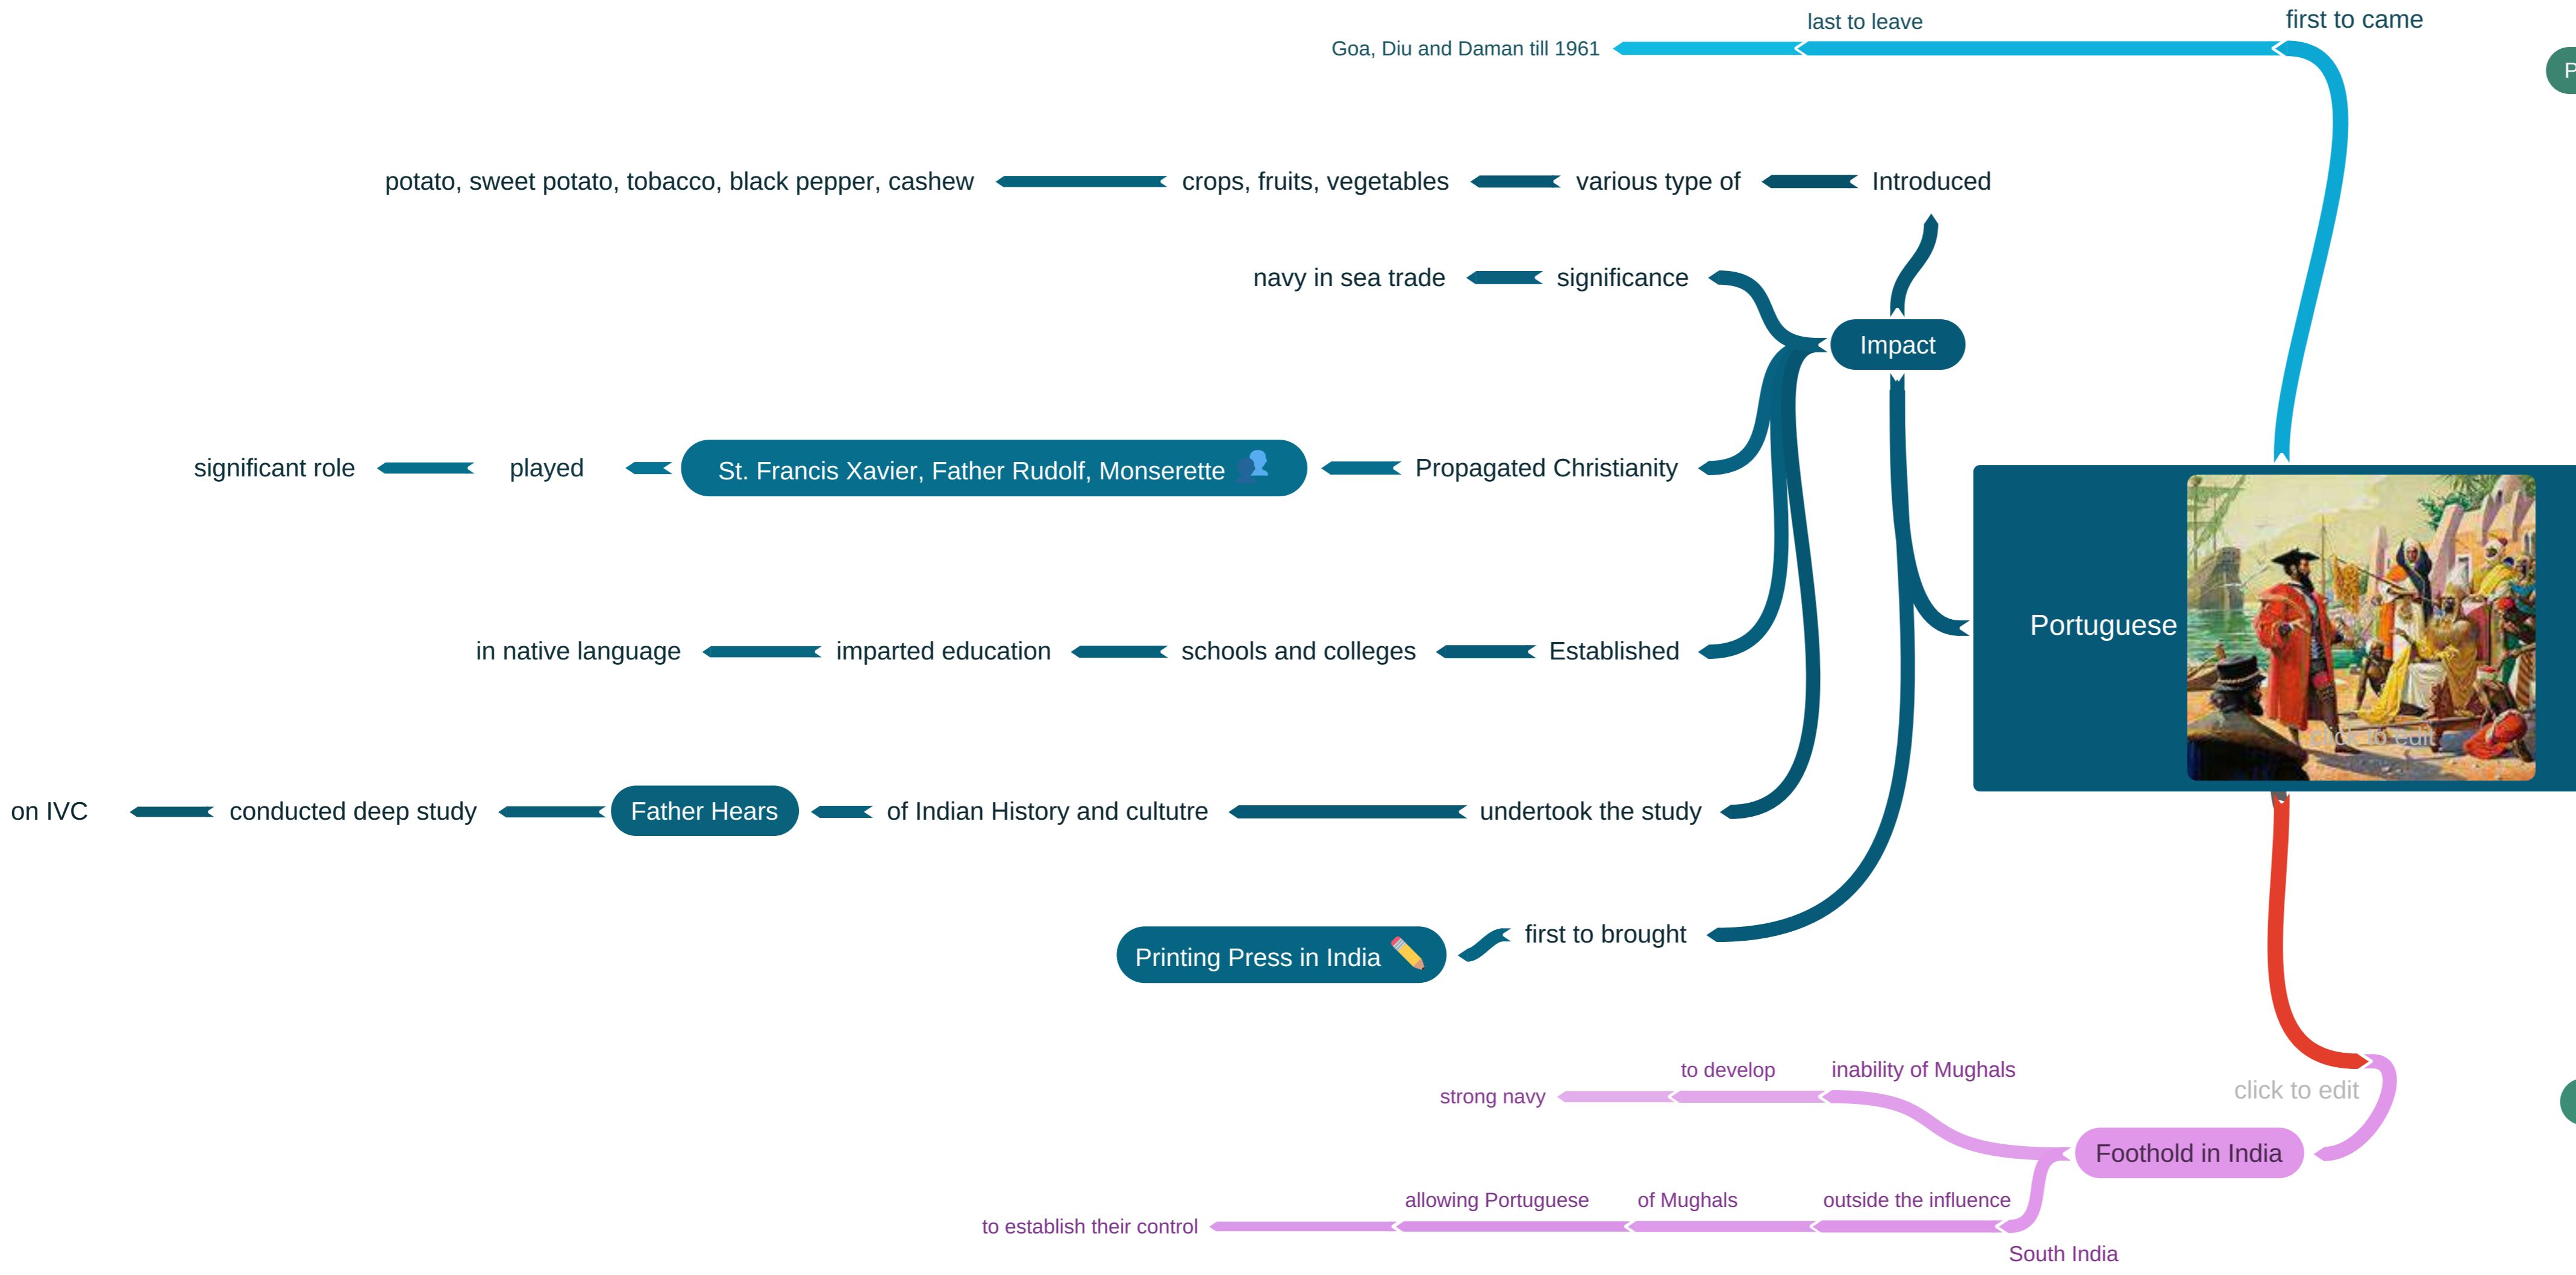 first to came
last to leave
Goa, Diu and Daman till 1961
P
Introduced
various type of
crops, fruits, vegetables
potato, sweet potato, tobacco, black pepper, cashew
significance
navy in sea trade
Impact
Propagated Christianity
St. Francis Xavier, Father Rudolf, Monserette
played
significant role
Portuguese
click to edit
Established
schools and colleges
imparted education
in native language
undertook the study
of Indian History and cultutre
Father Hears
conducted deep study
on IVC
first to brought
Printing Press in India
click to edit
Foothold in India
inability of Mughals
to develop
strong navy
South India
outside the influence
of Mughals
allowing Portuguese
to establish their control